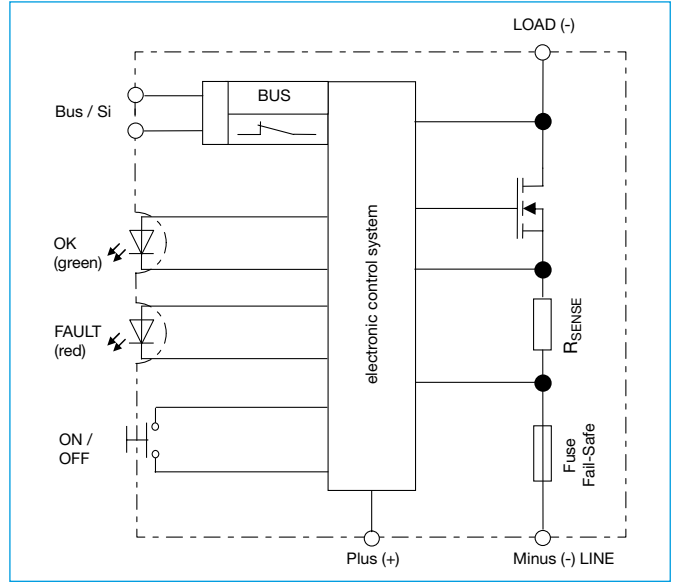 LOAD (-)
Bus / Si
BUS
OK
(green)
FAULT
(red)
ON /
OFF
electronic control system
RSENSE
Fuse
Fail-Safe
Plus (+)
Minus (-) LINE